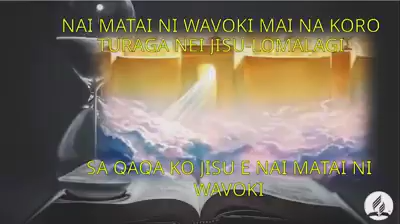 NAI MATAI NI WAVOKI MAI NA KORO
TURAGA NEI JISU-LOMALAGI
SA QAQA KO JISU E NAI MATAI NI
WAVOKI